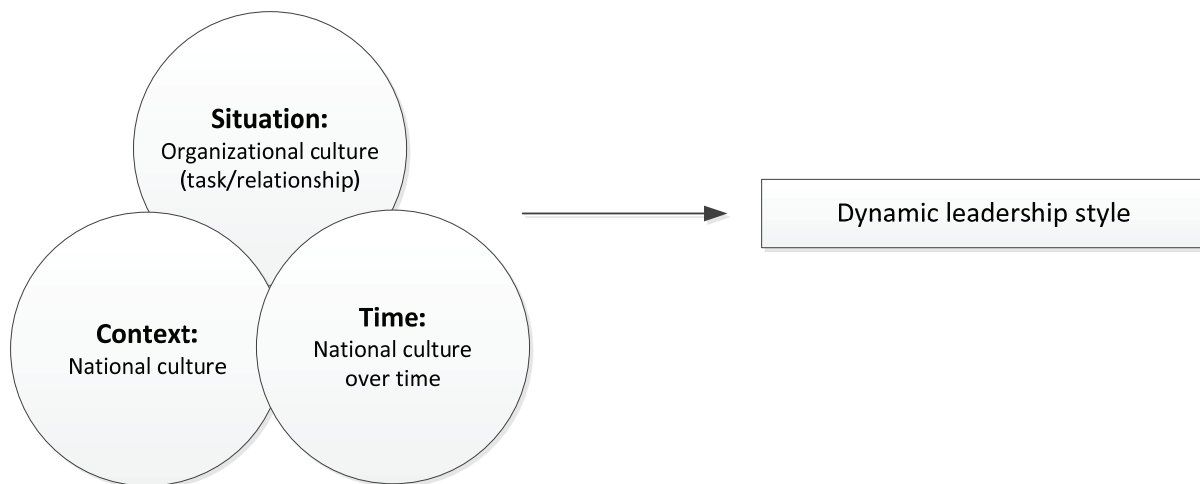 Situation:
Organizational culture
(task/relationship)
Context:
National culture
Time:
National culture
over time
Dynamic leadership style